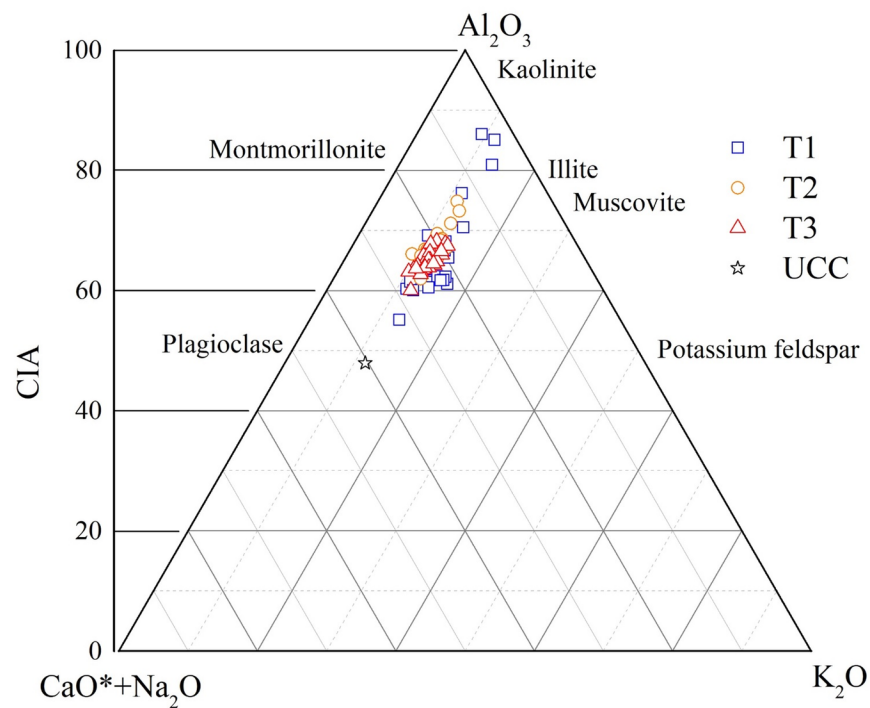 Al₂O₃
100
Kaolinite
Montmorillonite
80
Illite
Muscovite
60
Plagioclase
Potassium feldspar
CIA
40
20
0
CaO*+Na₂O
K₂O
T1
T2
T3
UCC